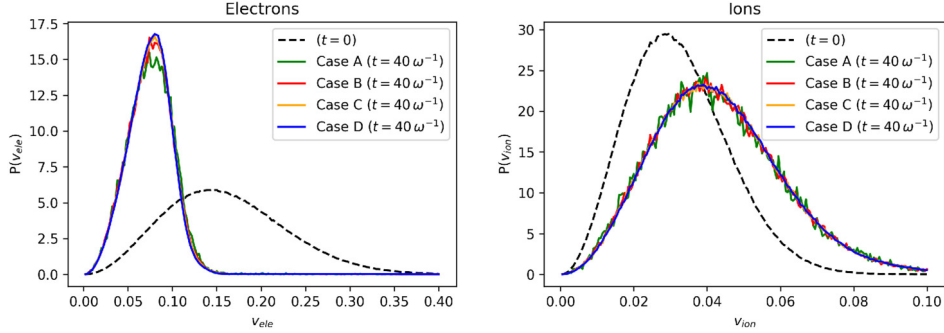 Electrons
17.5
15.0
12.5
10.0
7.5
5.0
2.5
0.0
P(v_ele)
(t = 0)
Case A (t = 40 ω⁻¹)
Case B (t = 40 ω⁻¹)
Case C (t = 40 ω⁻¹)
Case D (t = 40 ω⁻¹)
0.00 0.05 0.10 0.15 0.20 0.25 0.30 0.35 0.40
v_ele
Ions
30
25
20
15
10
5
0
P(v_ion)
(t = 0)
Case A (t = 40 ω⁻¹)
Case B (t = 40 ω⁻¹)
Case C (t = 40 ω⁻¹)
Case D (t = 40 ω⁻¹)
0.00 0.02 0.04 0.06 0.08 0.10
v_ion